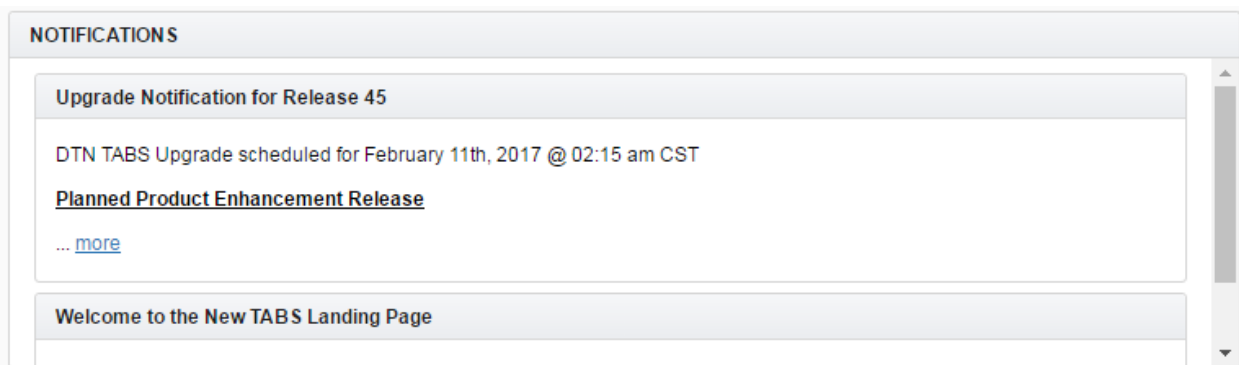 NOTIFICATIONS
Upgrade Notification for Release 45
DTN TABS Upgrade scheduled for February 11th, 2017 @ 02:15 am CST
Planned Product Enhancement Release
... more
Welcome to the New TABS Landing Page